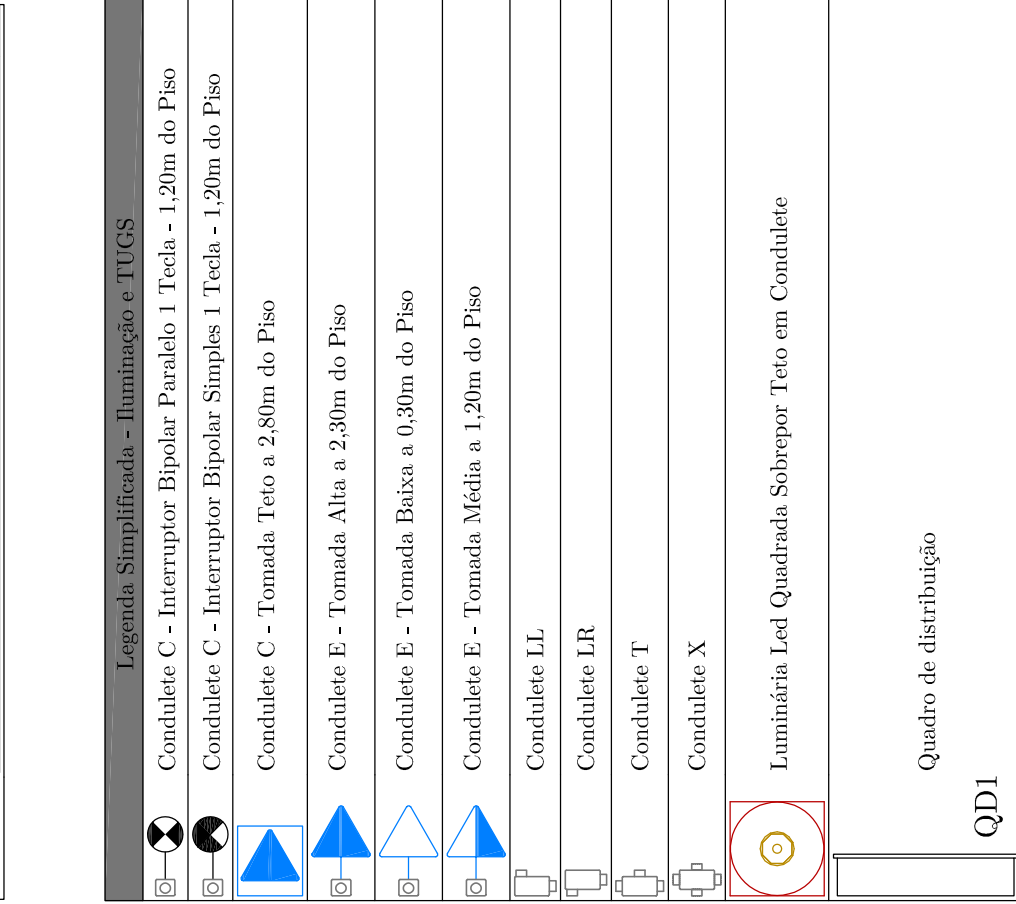 Legenda Simplificada - Iluminação e TUGS
Condulete C - Interruptor Bipolar Paralelo 1 Tecla - 1,20m do Piso
Condulete C - Interruptor Bipolar Simples 1 Tecla - 1,20m do Piso
Condulete C - Tomada Teto a 2,80m do Piso
Condulete E - Tomada Alta a 2,30m do Piso
Condulete E - Tomada Baixa a 0,30m do Piso
Condulete E - Tomada Média a 1,20m do Piso
Condulete LL
Condulete LR
Condulete T
Condulete X
Luminária Led Quadrada Sobrepor Teto em Condulete
Quadro de distribuição
QD1